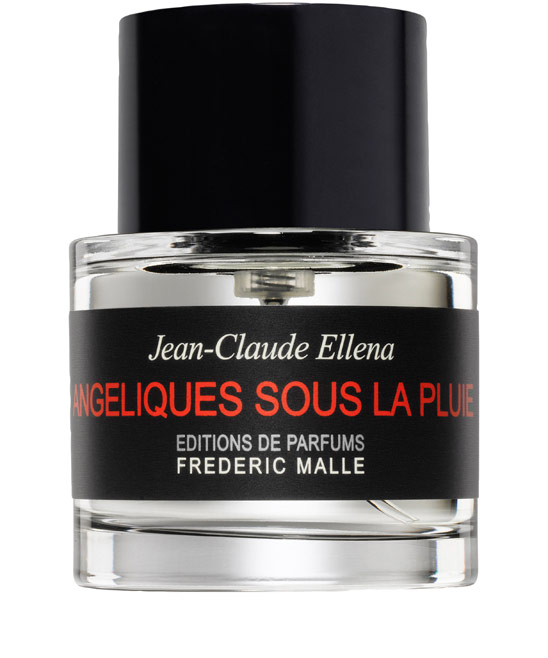 Jean-Claude Ellena
ANGELIQUES SOUS LA PLUIE
EDITIONS DE PARFUMS
FREDERIC MALLE